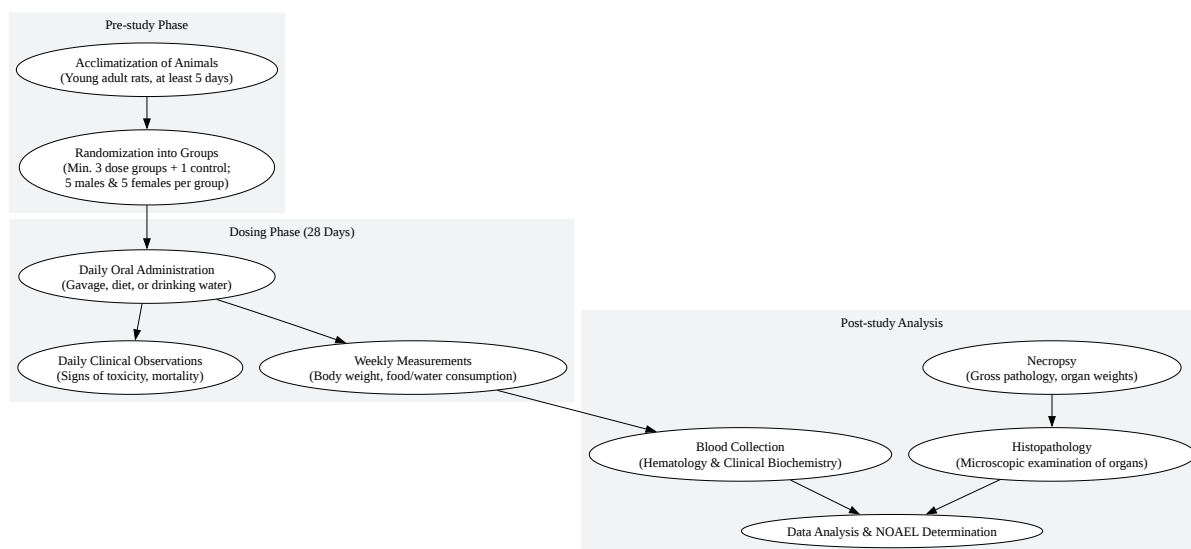 Pre-study Phase
Acclimatization of Animals
(Young adult rats, at least 5 days)
Randomization into Groups
(Min. 3 dose groups + 1 control;
5 males & 5 females per group)
Dosing Phase (28 Days)
Daily Oral Administration
(Gavage, diet, or drinking water)
Daily Clinical Observations
(Signs of toxicity, mortality)
Weekly Measurements
(Body weight, food/water consumption)
Post-study Analysis
Necropsy
(Gross pathology, organ weights)
Blood Collection
(Hematology & Clinical Biochemistry)
Histopathology
(Microscopic examination of organs)
Data Analysis & NOAEL Determination